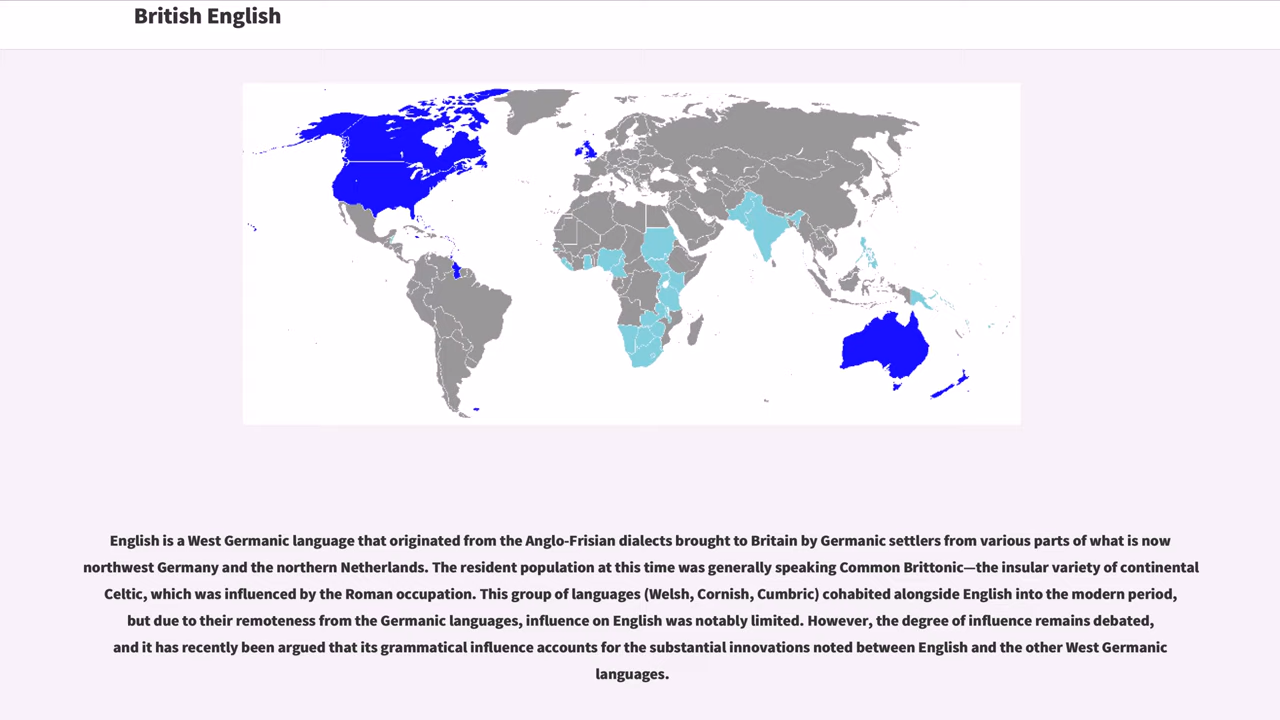 British English
English is a West Germanic language that originated from the Anglo-Frisian dialects brought to Britain by Germanic settlers from various parts of what is now
northwest Germany and the northern Netherlands. The resident population at this time was generally speaking Common Brittonic—the insular variety of continental
Celtic, which was influenced by the Roman occupation. This group of languages (Welsh, Cornish, Cumbric) cohabited alongside English into the modern period,
but due to their remoteness from the Germanic languages, influence on English was notably limited. However, the degree of influence remains debated,
and it has recently been argued that its grammatical influence accounts for the substantial innovations noted between English and the other West Germanic
languages.